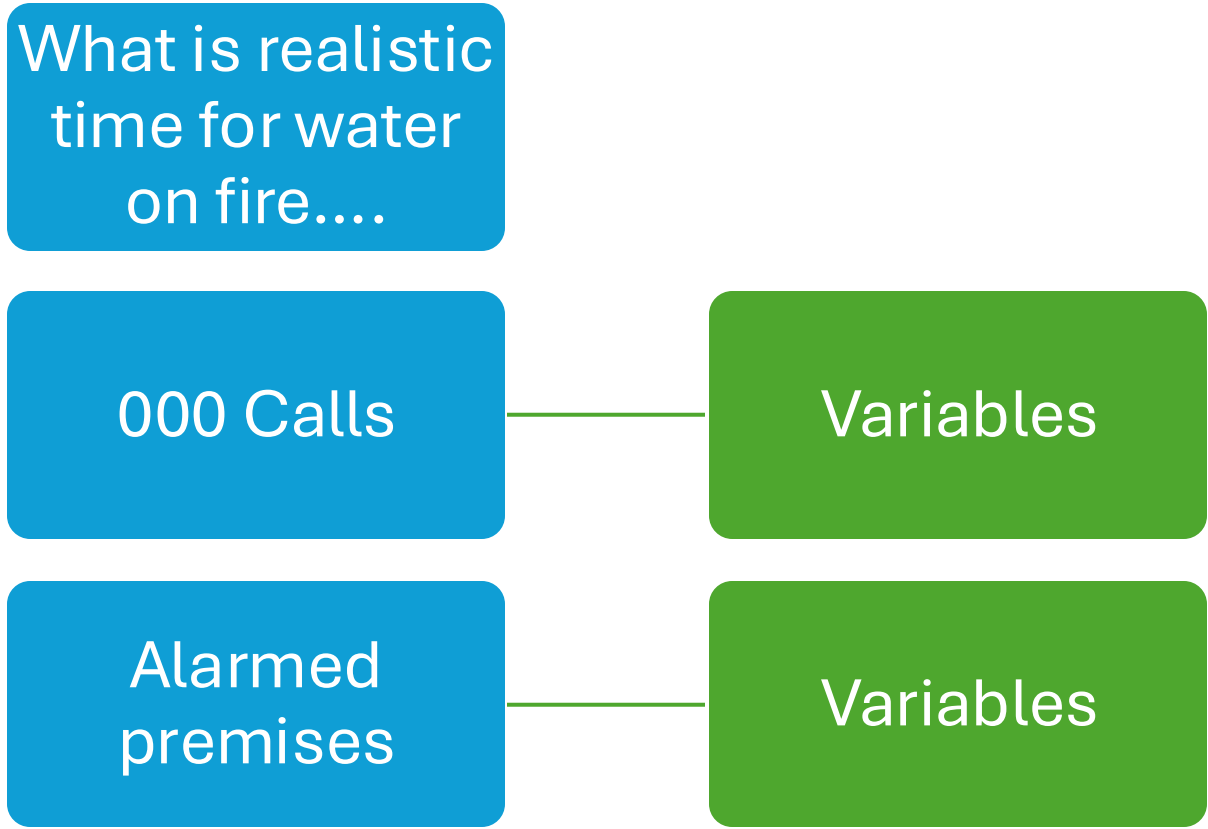 What is realistic
time for water
on fire....
000 Calls
Variables
Alarmed
premises
Variables